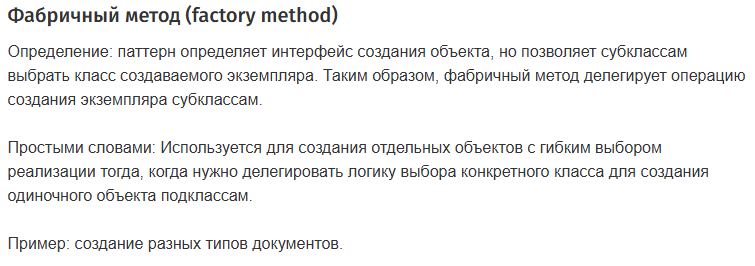 Фабричный метод (factory method)
Определение: паттерн определяет интерфейс создания объекта, но позволяет субклассам
выбрать класс создаваемого экземпляра. Таким образом, фабричный метод делегирует операцию
создания экземпляра субклассам.
Простыми словами: Используется для создания отдельных объектов с гибким выбором
реализации тогда, когда нужно делегировать логику выбора конкретного класса для создания
одиночного объекта подклассам.
Пример: создание разных типов документов.